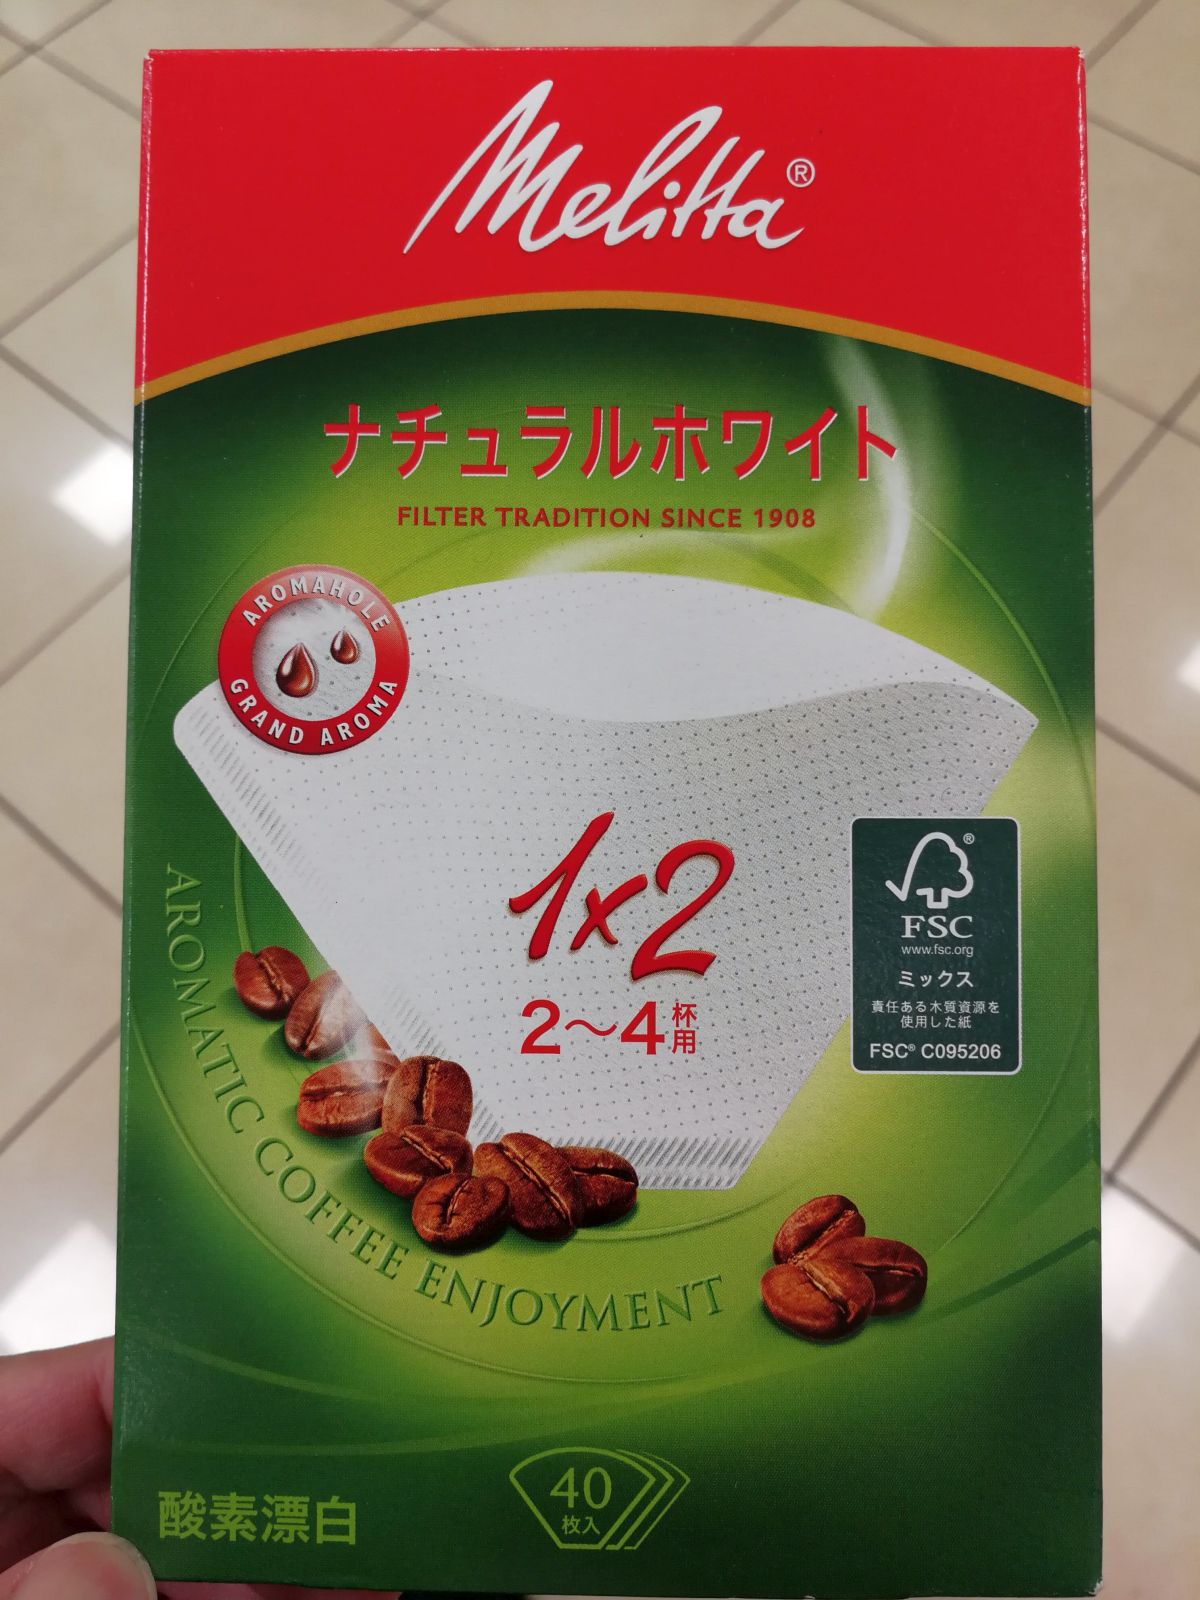 Melitta®
ナチュラルホワイト
FILTER TRADITION SINCE 1908
AROMAHOLE
GRAND AROMA
1x2
2～4杯用
FSC®
www.fsc.org
ミックス
責任ある木質資源を
使用した紙
FSC® C095206
AROMATIC COFFEE ENJOYMENT
酸素漂白
40
枚入